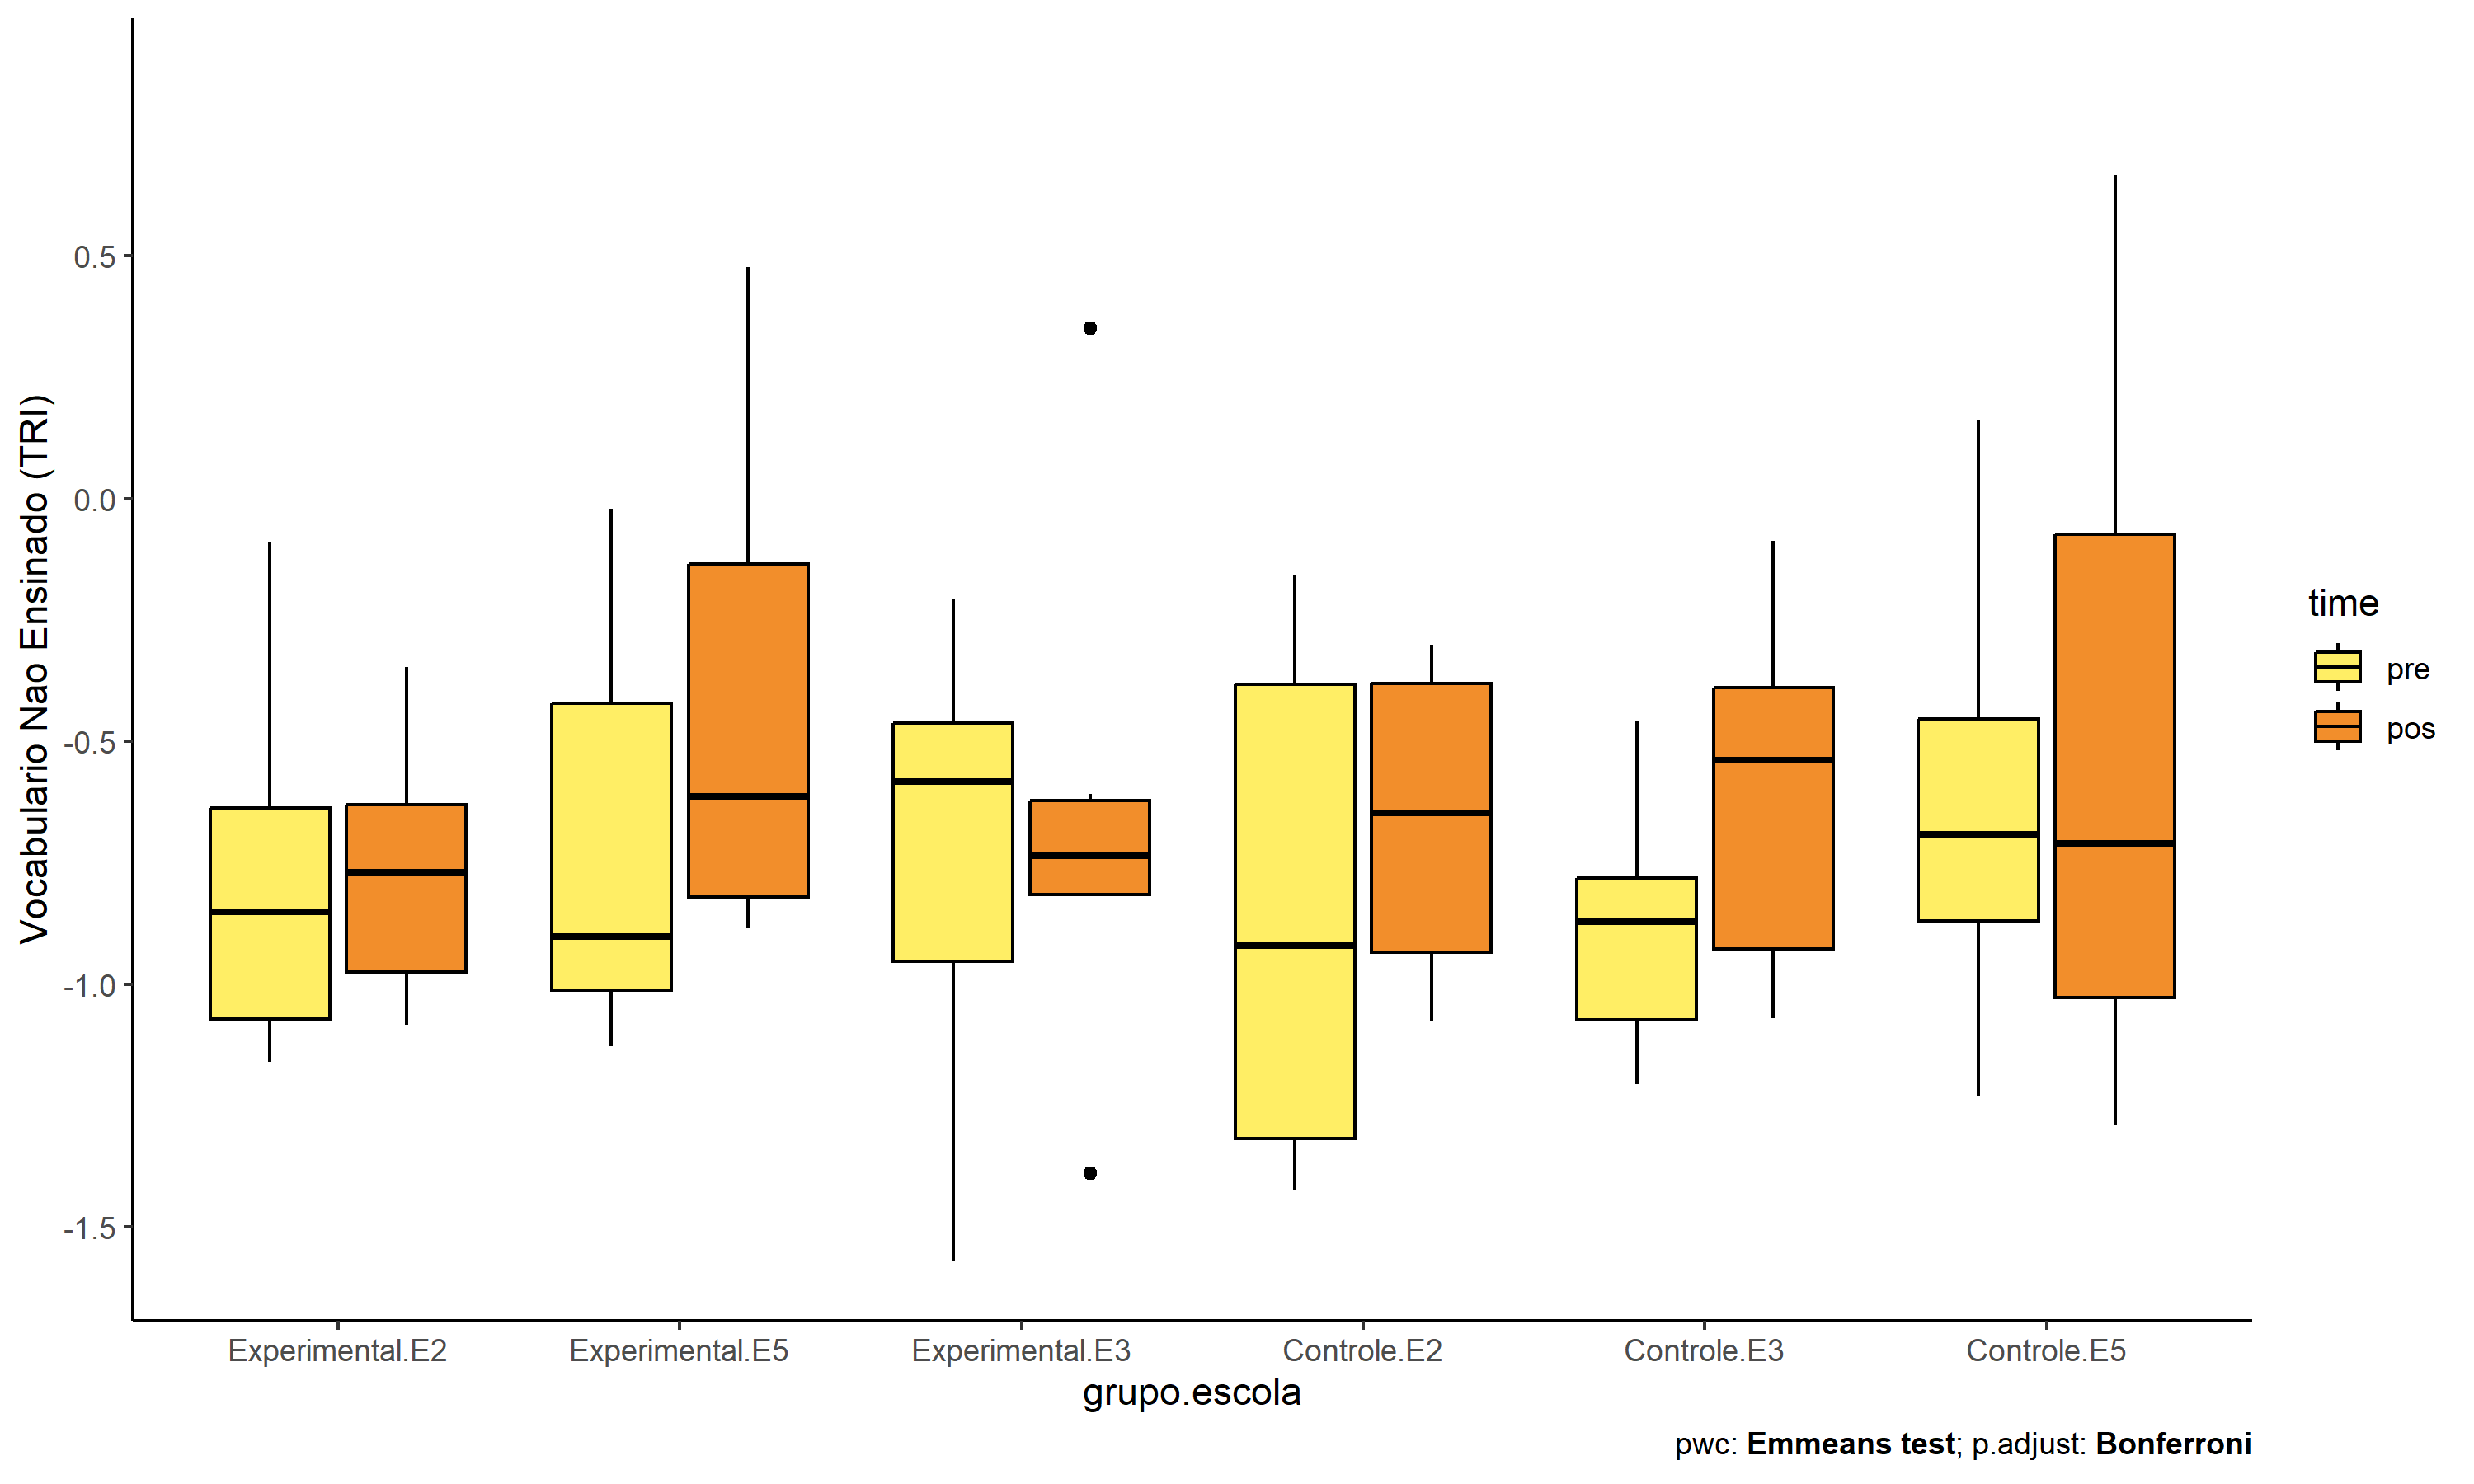 Vocabulario Nao Ensinado (TRI)
0.5
0.0
-0.5
-1.0
-1.5
Experimental.E2
Experimental.E5
Experimental.E3
Controle.E2
Controle.E3
Controle.E5
grupo.escola
time
pre
pos
pwc: Emmeans test; p.adjust: Bonferroni